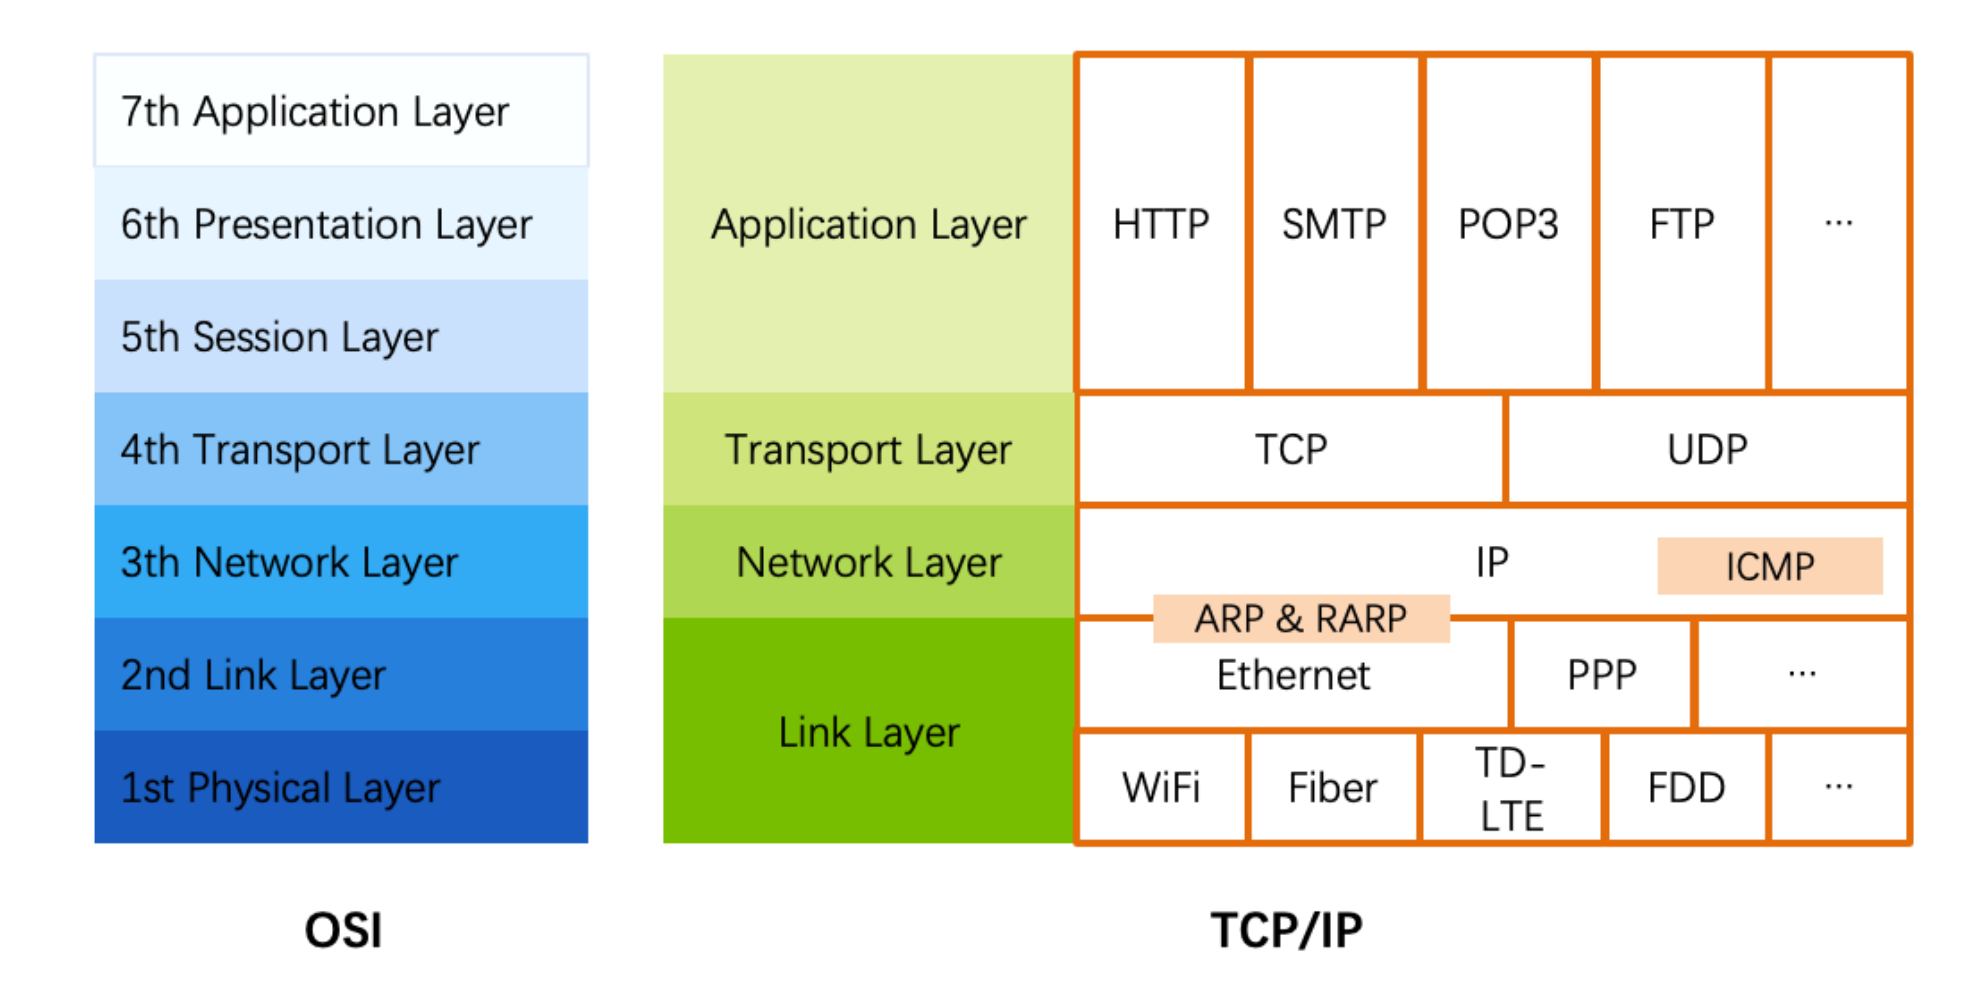 7th Application Layer
6th Presentation Layer
5th Session Layer
4th Transport Layer
3th Network Layer
2nd Link Layer
1st Physical Layer
OSI
Application Layer
HTTP
SMTP
POP3
FTP
...
Transport Layer
TCP
UDP
Network Layer
IP
ICMP
ARP & RARP
Link Layer
Ethernet
PPP
...
WiFi
Fiber
TD-
LTE
FDD
...
TCP/IP